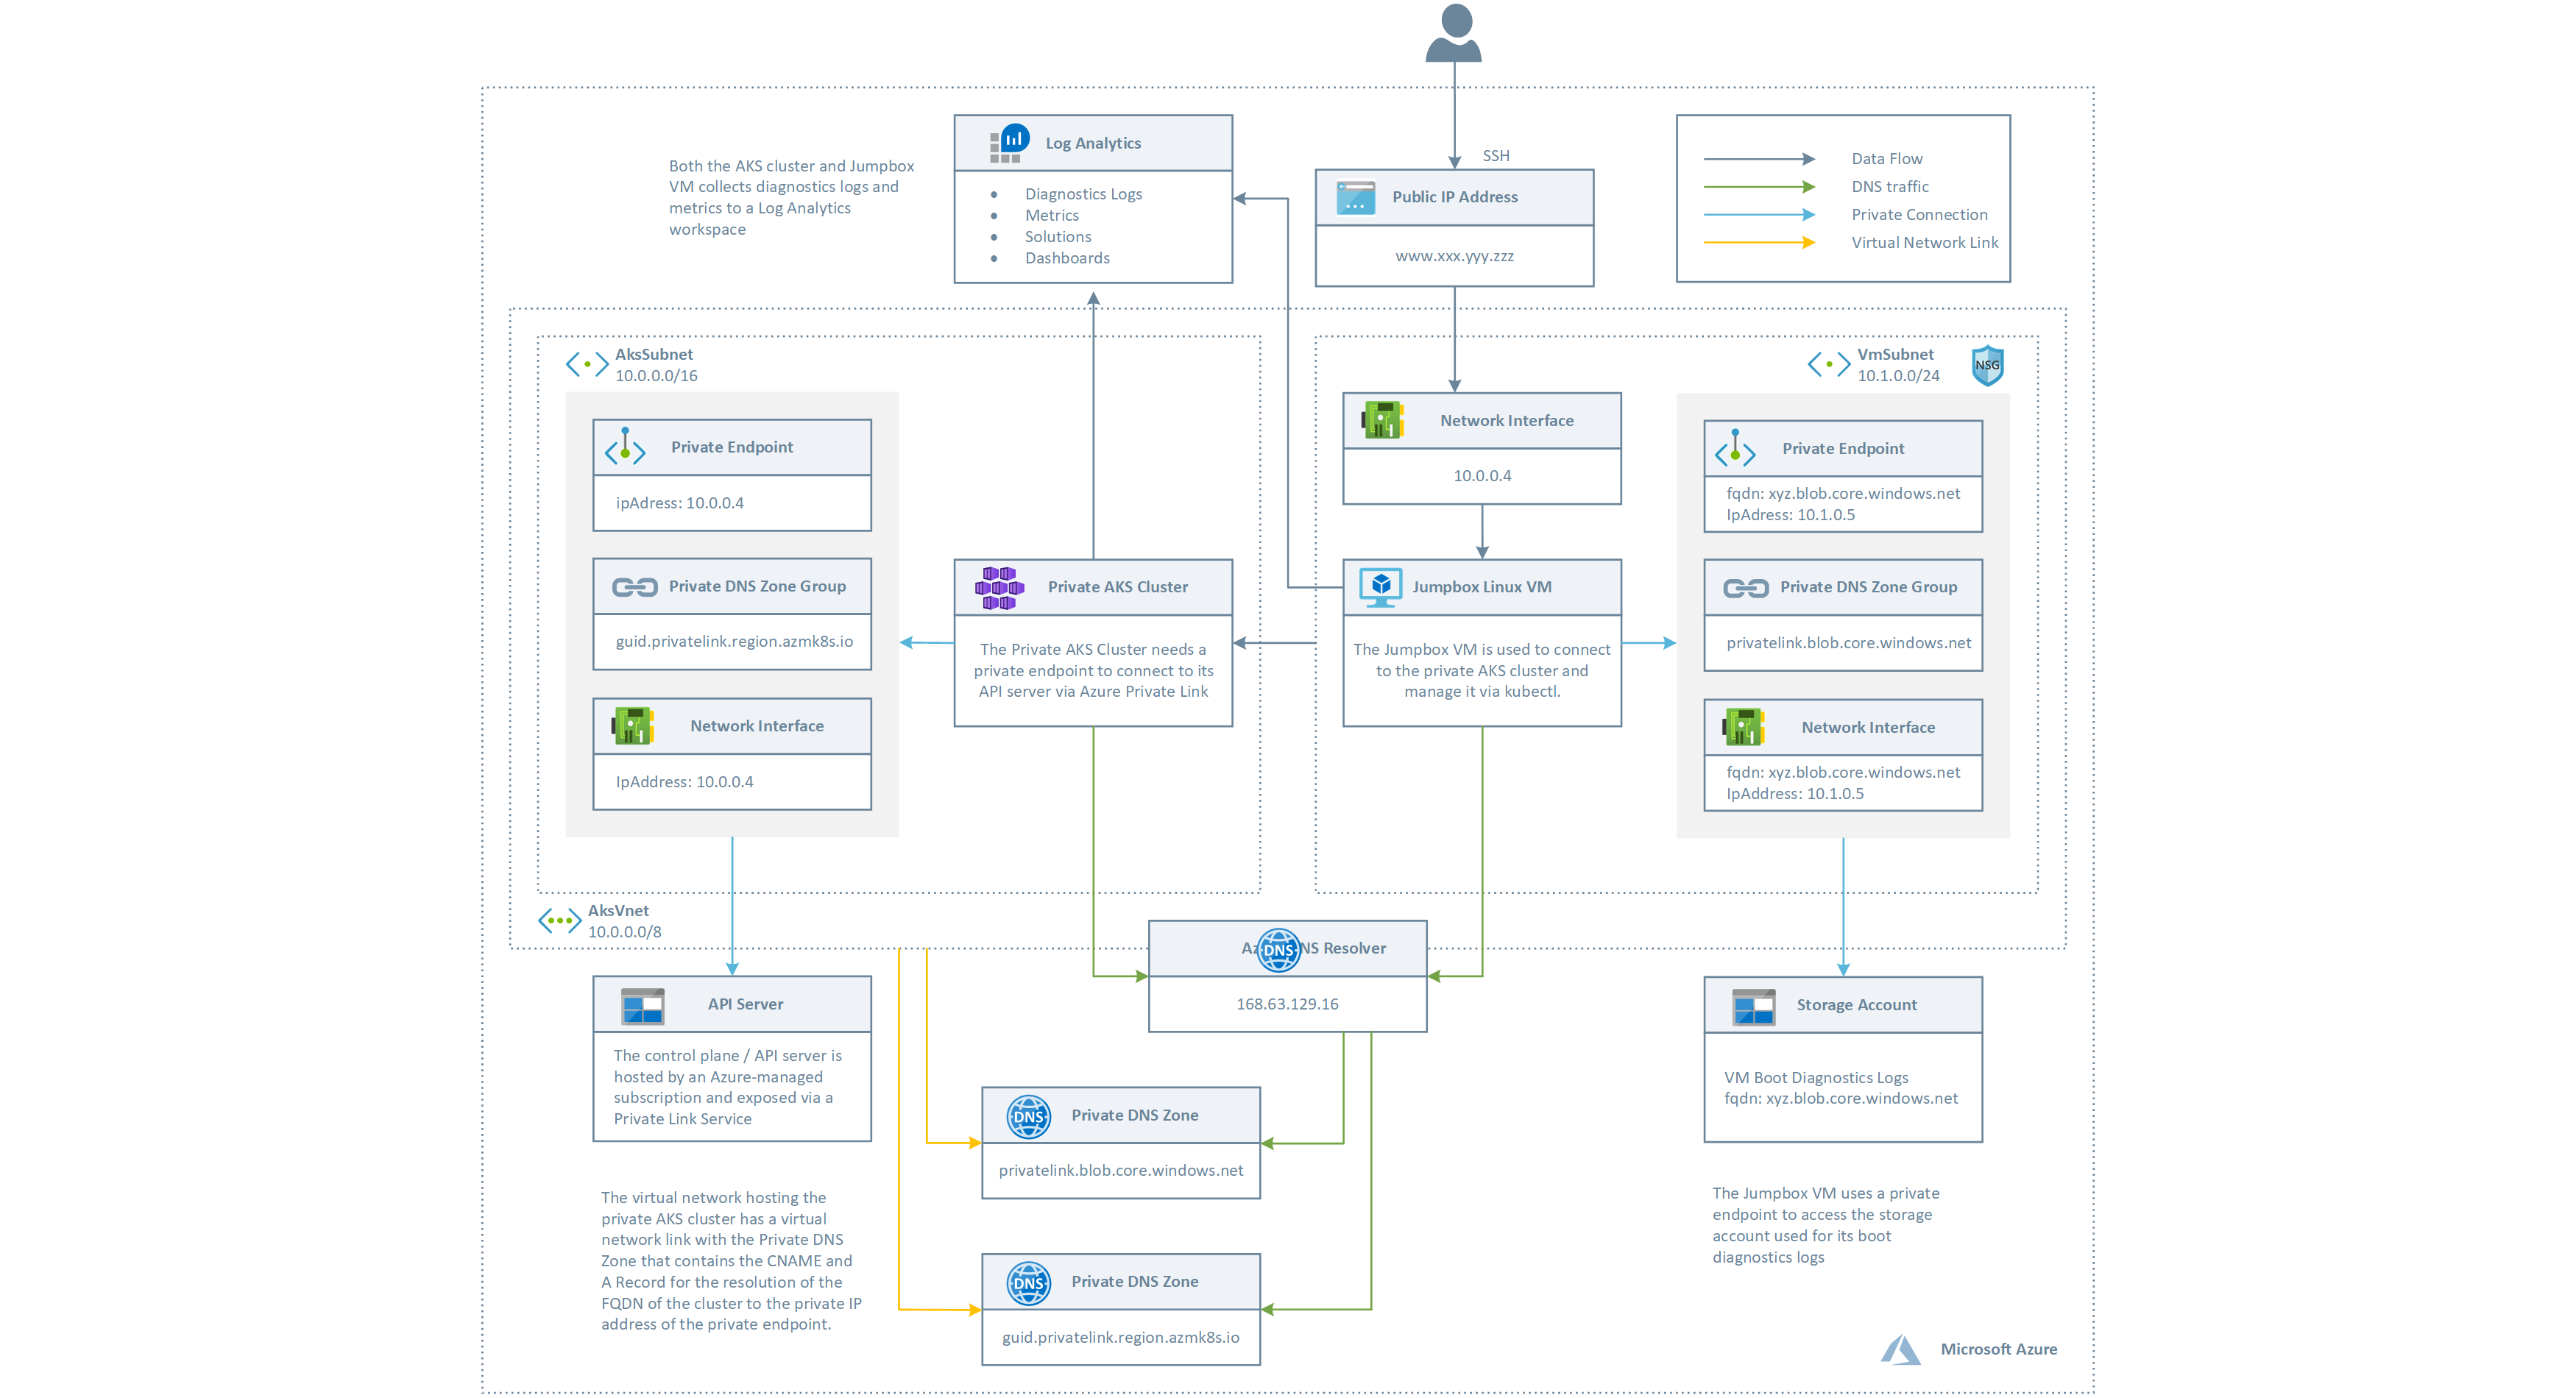 SSH
Log Analytics
Diagnostics Logs
Metrics
Solutions
Dashboards
Both the AKS cluster and Jumpbox
VM collects diagnostics logs and
metrics to a Log Analytics
workspace
Public IP Address
www.xxx.yyy.zzz
Data Flow
DNS traffic
Private Connection
Virtual Network Link
AksSubnet
10.0.0.0/16
Private Endpoint
ipAdress: 10.0.0.4
Private DNS Zone Group
guid.privatelink.region.azmk8s.io
Network Interface
IpAddress: 10.0.0.4
Private AKS Cluster
The Private AKS Cluster needs a
private endpoint to connect to its
API server via Azure Private Link
Network Interface
10.0.0.4
Jumpbox Linux VM
The Jumpbox VM is used to connect
to the private AKS cluster and
manage it via kubectl.
VmSubnet
10.1.0.0/24
NSG
Private Endpoint
fqdn: xyz.blob.core.windows.net
IpAdress: 10.1.0.5
Private DNS Zone Group
privatelink.blob.core.windows.net
Network Interface
fqdn: xyz.blob.core.windows.net
IpAddress: 10.1.0.5
AksVnet
10.0.0.0/8
DNS
Resolver
168.63.129.16
API Server
The control plane / API server is
hosted by an Azure-managed
subscription and exposed via a
Private Link Service
The virtual network hosting the
private AKS cluster has a virtual
network link with the Private DNS
Zone that contains the CNAME and
A Record for the resolution of the
FQDN of the cluster to the private IP
address of the private endpoint.
DNS
Private DNS Zone
privatelink.blob.core.windows.net
DNS
Private DNS Zone
guid.privatelink.region.azmk8s.io
Storage Account
VM Boot Diagnostics Logs
fqdn: xyz.blob.core.windows.net
The Jumpbox VM uses a private
endpoint to access the storage
account used for its boot
diagnostics logs
Microsoft Azure